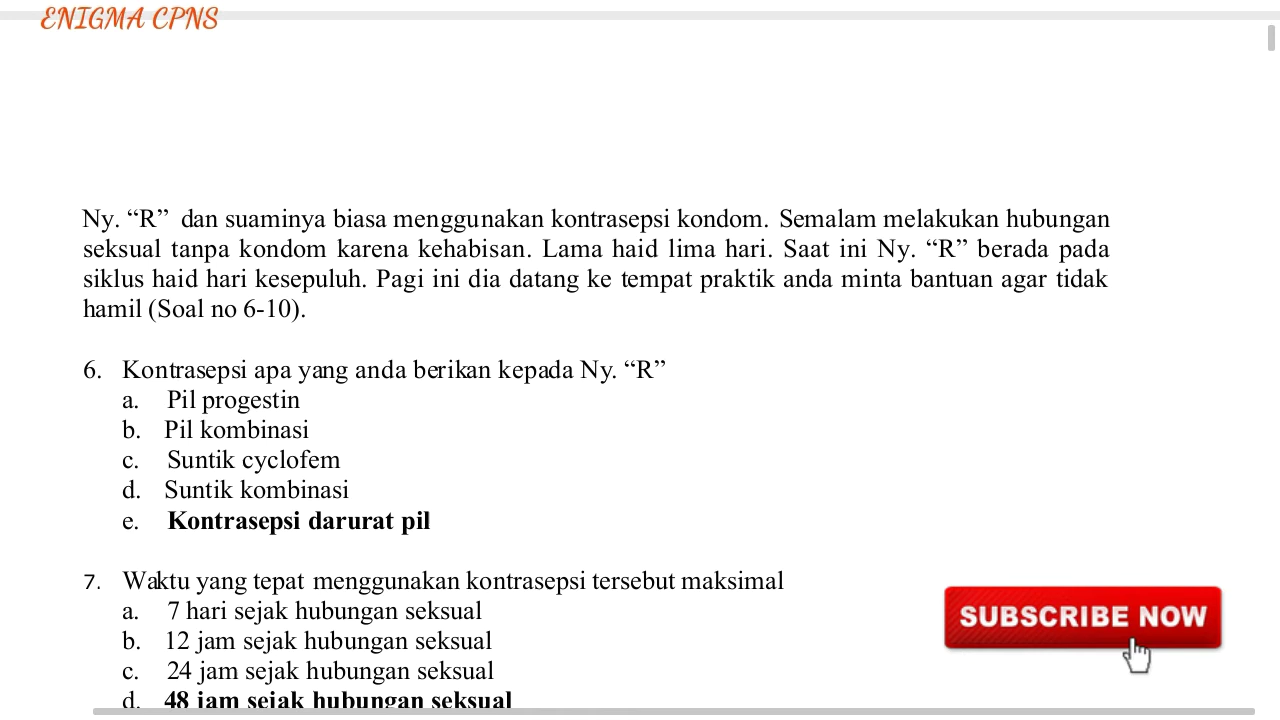 ENIGMA CPNS
Ny. “R” dan suaminya biasa menggunakan kontrasepsi kondom. Semalam melakukan hubungan
seksual tanpa kondom karena kehabisan. Lama haid lima hari. Saat ini Ny. “R” berada pada
siklus haid hari kesepuluh. Pagi ini dia datang ke tempat praktik anda minta bantuan agar tidak
hamil (Soal no 6-10).
6. Kontrasepsi apa yang anda berikan kepada Ny. “R”
a. Pil progestin
b. Pil kombinasi
c. Suntik cyclofem
d. Suntik kombinasi
e. Kontrasepsi darurat pil
7. Waktu yang tepat menggunakan kontrasepsi tersebut maksimal
a. 7 hari sejak hubungan seksual
b. 12 jam sejak hubungan seksual
c. 24 jam sejak hubungan seksual
d. 48 jam sejak hubungan seksual
SUBSCRIBE NOW